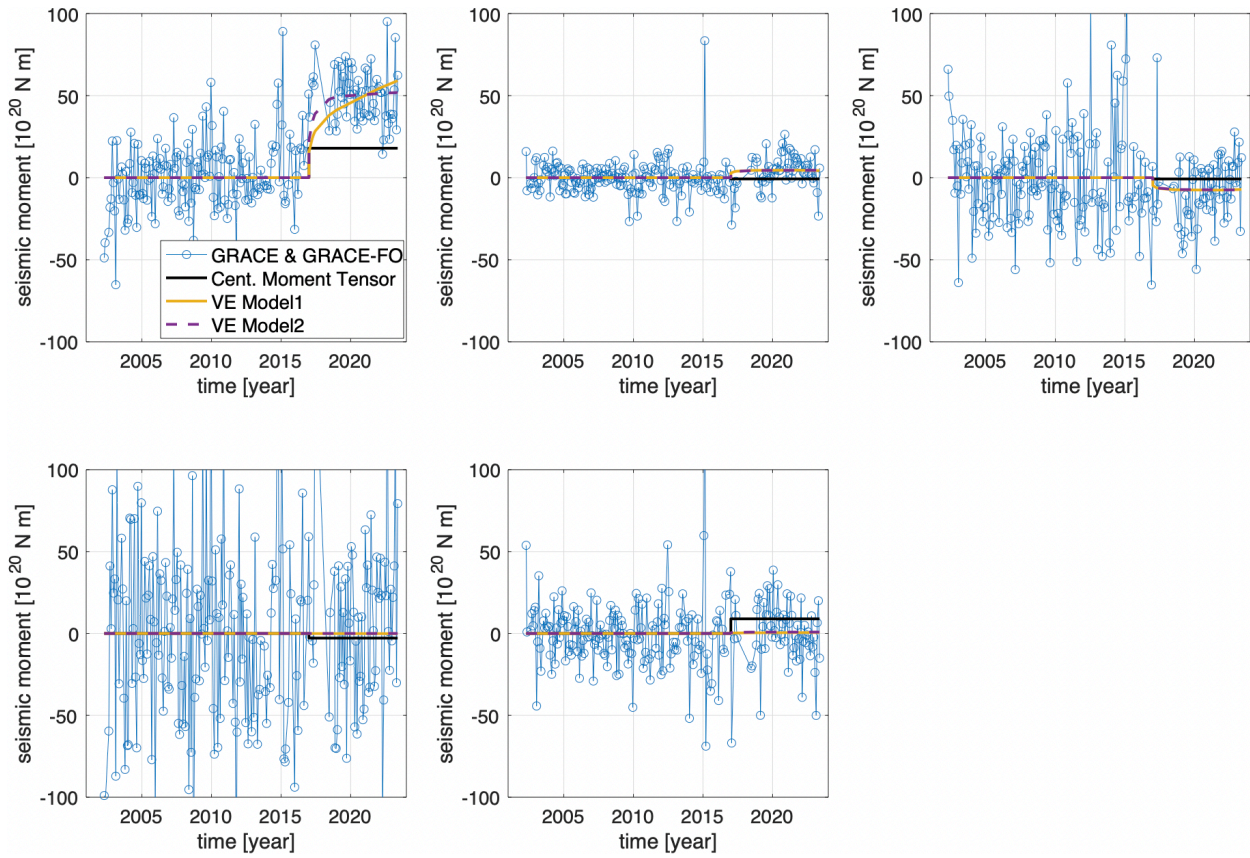 100
50
0
-50
-100
seismic moment [10^20 N m]
GRACE & GRACE-FO
Cent. Moment Tensor
VE Model1
VE Model2
2005 2010 2015 2020
time [year]
100
50
0
-50
-100
seismic moment [10^20 N m]
2005 2010 2015 2020
time [year]
100
50
0
-50
-100
seismic moment [10^20 N m]
2005 2010 2015 2020
time [year]
100
50
0
-50
-100
seismic moment [10^20 N m]
2005 2010 2015 2020
time [year]
100
50
0
-50
-100
seismic moment [10^20 N m]
2005 2010 2015 2020
time [year]